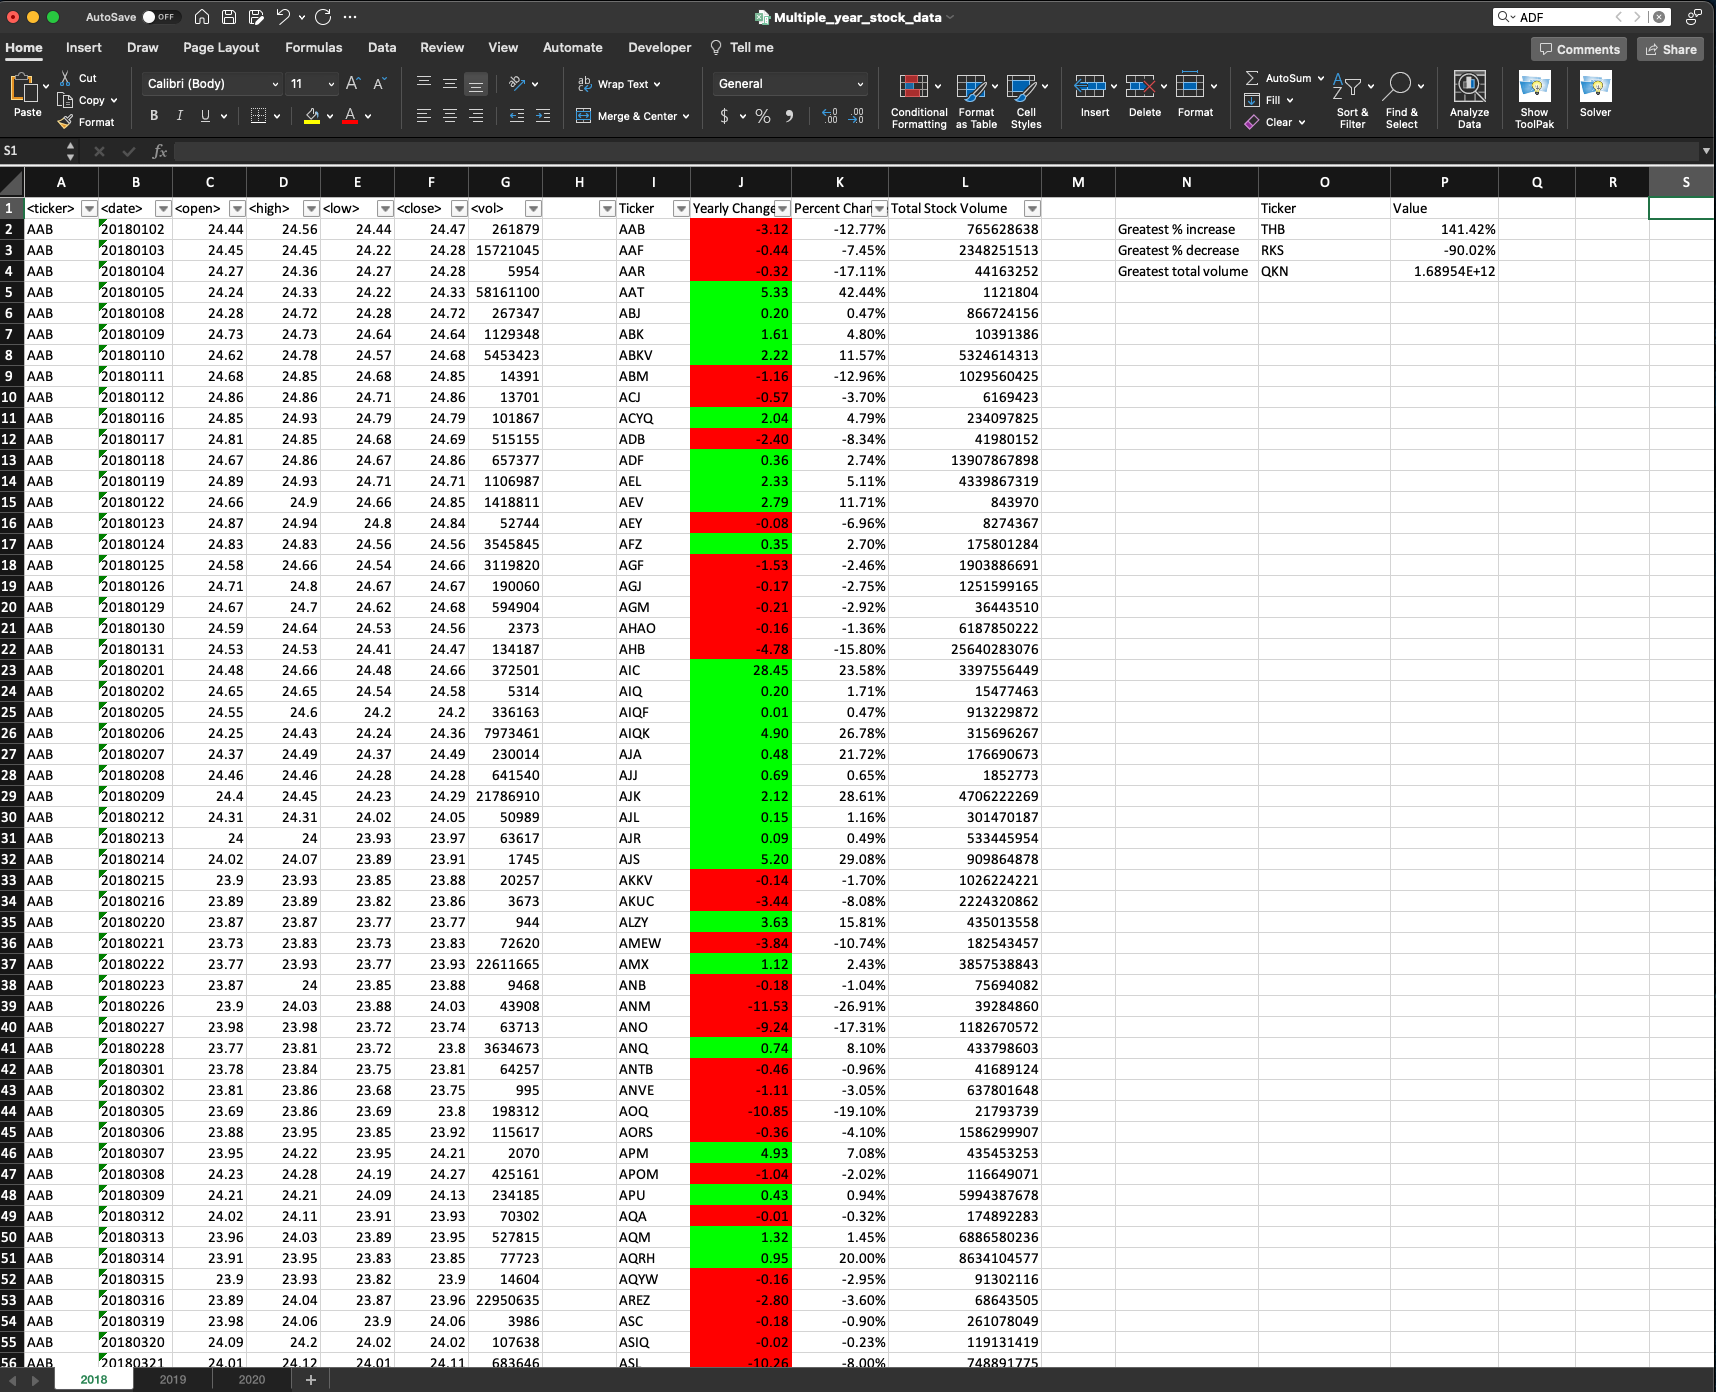 AutoSave OFF Multiple_year_stock_data ADF
Home Insert Draw Page Layout Formulas Data Review View Automate Developer Tell me Comments Share
Paste Cut Copy Format Calibri (Body) 11 B I U A Wrap Text Merge & Center General $ % Conditional Formatting Format as Table Cell Styles Insert Delete Format AutoSum Fill Clear Sort & Filter Find & Select Analyze Data Show ToolPak Solver
S1 fx
A B C D E F G H I J K L M N O P Q R S
1 <ticker> <date> <open> <high> <low> <close> <vol> Ticker Yearly Change Percent Chan Total Stock Volume Ticker Value
2 AAB 20180102 24.44 24.56 24.44 24.47 261879 AAB -3.12 -12.77% 765628638 Greatest % increase THB 141.42%
3 AAB 20180103 24.45 24.45 24.22 24.28 15721045 AAF -0.44 -7.45% 2348251513 Greatest % decrease RKS -90.02%
4 AAB 20180104 24.27 24.36 24.27 24.28 5954 AAR -0.32 -17.11% 44163252 Greatest total volume QKN 1.68954E+12
5 AAB 20180105 24.24 24.33 24.22 24.33 58161100 AAT 5.33 42.44% 1121804
6 AAB 20180108 24.28 24.72 24.28 24.72 267347 ABJ 0.20 0.47% 866724156
7 AAB 20180109 24.73 24.73 24.64 24.64 1129348 ABK 1.61 4.80% 10391386
8 AAB 20180110 24.62 24.78 24.57 24.68 5453423 ABKV 2.22 11.57% 5324614313
9 AAB 20180111 24.68 24.85 24.68 24.85 14391 ABM -1.16 -12.96% 1029560425
10 AAB 20180112 24.86 24.86 24.71 24.86 13701 ACJ -0.57 -3.70% 6169423
11 AAB 20180116 24.85 24.93 24.79 24.79 101867 ACYQ 2.04 4.79% 234097825
12 AAB 20180117 24.81 24.85 24.68 24.69 515155 ADB -2.40 -8.34% 41980152
13 AAB 20180118 24.67 24.86 24.67 24.86 657377 ADF 0.36 2.74% 13907867898
14 AAB 20180119 24.89 24.93 24.71 24.71 1106987 AEL 2.33 5.11% 4339867319
15 AAB 20180122 24.66 24.9 24.66 24.85 1418811 AEV 2.79 11.71% 843970
16 AAB 20180123 24.87 24.94 24.8 24.84 52744 AEY -0.08 -6.96% 8274367
17 AAB 20180124 24.83 24.83 24.56 24.56 3545845 AFZ 0.35 2.70% 175801284
18 AAB 20180125 24.58 24.66 24.54 24.66 3119820 AGF -1.53 -2.46% 1903886691
19 AAB 20180126 24.71 24.8 24.67 24.67 190060 AGJ -0.17 -2.75% 1251599165
20 AAB 20180129 24.67 24.7 24.62 24.68 594904 AGM -0.21 -2.92% 36443510
21 AAB 20180130 24.59 24.64 24.53 24.56 2373 AHAO -0.16 -1.36% 6187850222
22 AAB 20180131 24.53 24.53 24.41 24.47 134187 AHB -4.78 -15.80% 25640283076
23 AAB 20180201 24.48 24.66 24.48 24.66 372501 AIC 28.45 23.58% 3397556449
24 AAB 20180202 24.65 24.65 24.54 24.58 5314 AIQ 0.20 1.71% 15477463
25 AAB 20180205 24.55 24.6 24.2 24.2 336163 AIQF 0.01 0.47% 913229872
26 AAB 20180206 24.25 24.43 24.24 24.36 7973461 AIQK 4.90 26.78% 315696267
27 AAB 20180207 24.37 24.49 24.37 24.49 230014 AJA 0.48 21.72% 176690673
28 AAB 20180208 24.46 24.46 24.28 24.28 641540 AJJ 0.69 0.65% 1852773
29 AAB 20180209 24.4 24.45 24.23 24.29 21786910 AJK 2.12 28.61% 4706222269
30 AAB 20180212 24.31 24.31 24.02 24.05 50989 AJL 0.15 1.16% 301470187
31 AAB 20180213 24 24 23.93 23.97 63617 AJR 0.09 0.49% 533445954
32 AAB 20180214 24.02 24.07 23.89 23.91 1745 AJS 5.20 29.08% 909864878
33 AAB 20180215 23.9 23.93 23.85 23.88 20257 AKKV -0.14 -1.70% 1026224221
34 AAB 20180216 23.89 23.89 23.82 23.86 3673 AKUC -3.44 -8.08% 2224320862
35 AAB 20180220 23.87 23.87 23.77 23.77 944 ALZY 3.63 15.81% 435013558
36 AAB 20180221 23.73 23.83 23.73 23.83 72620 AMEW -3.84 -10.74% 182543457
37 AAB 20180222 23.77 23.93 23.77 23.93 22611665 AMX 1.12 2.43% 3857538843
38 AAB 20180223 23.87 24 23.85 23.88 9468 ANB -0.18 -1.04% 75694082
39 AAB 20180226 23.9 24.03 23.88 24.03 43908 ANM -11.53 -26.91% 39284860
40 AAB 20180227 23.98 23.98 23.72 23.74 63713 ANO -9.24 -17.31% 1182670572
41 AAB 20180228 23.77 23.81 23.72 23.8 3634673 ANQ 0.74 8.10% 433798603
42 AAB 20180301 23.78 23.84 23.75 23.81 64257 ANTB -0.46 -0.96% 41689124
43 AAB 20180302 23.81 23.86 23.68 23.75 995 ANVE -1.11 -3.05% 637801648
44 AAB 20180305 23.69 23.86 23.69 23.8 198312 AOQ -10.85 -19.10% 21793739
45 AAB 20180306 23.88 23.95 23.85 23.92 115617 AORS -0.36 -4.10% 1586299907
46 AAB 20180307 23.95 24.22 23.95 24.21 2070 APM 4.93 7.08% 435453253
47 AAB 20180308 24.23 24.28 24.19 24.27 425161 APOM -1.04 -2.02% 116649071
48 AAB 20180309 24.21 24.21 24.09 24.13 234185 APU 0.43 0.94% 5994387678
49 AAB 20180312 24.02 24.11 23.91 23.93 70302 AQA -0.01 -0.32% 174892283
50 AAB 20180313 23.96 24.03 23.89 23.95 527815 AQM 1.32 1.45% 6886580236
51 AAB 20180314 23.91 23.95 23.83 23.85 77723 AQRH 0.95 20.00% 8634104577
52 AAB 20180315 23.9 23.93 23.82 23.9 14604 AQYW -0.16 -2.95% 91302116
53 AAB 20180316 23.89 24.04 23.87 23.96 22950635 AREZ -2.80 -3.60% 68643505
54 AAB 20180319 23.98 24.06 23.9 24.06 3986 ASC -0.18 -0.90% 261078049
55 AAB 20180320 24.09 24.2 24.02 24.02 107638 ASIQ -0.02 -0.23% 119131419
56 AAB 20180321 24.01 24.12 24.01 24.11 683646 ASL -10.26 -8.00% 748891775
2018 2019 2020 +